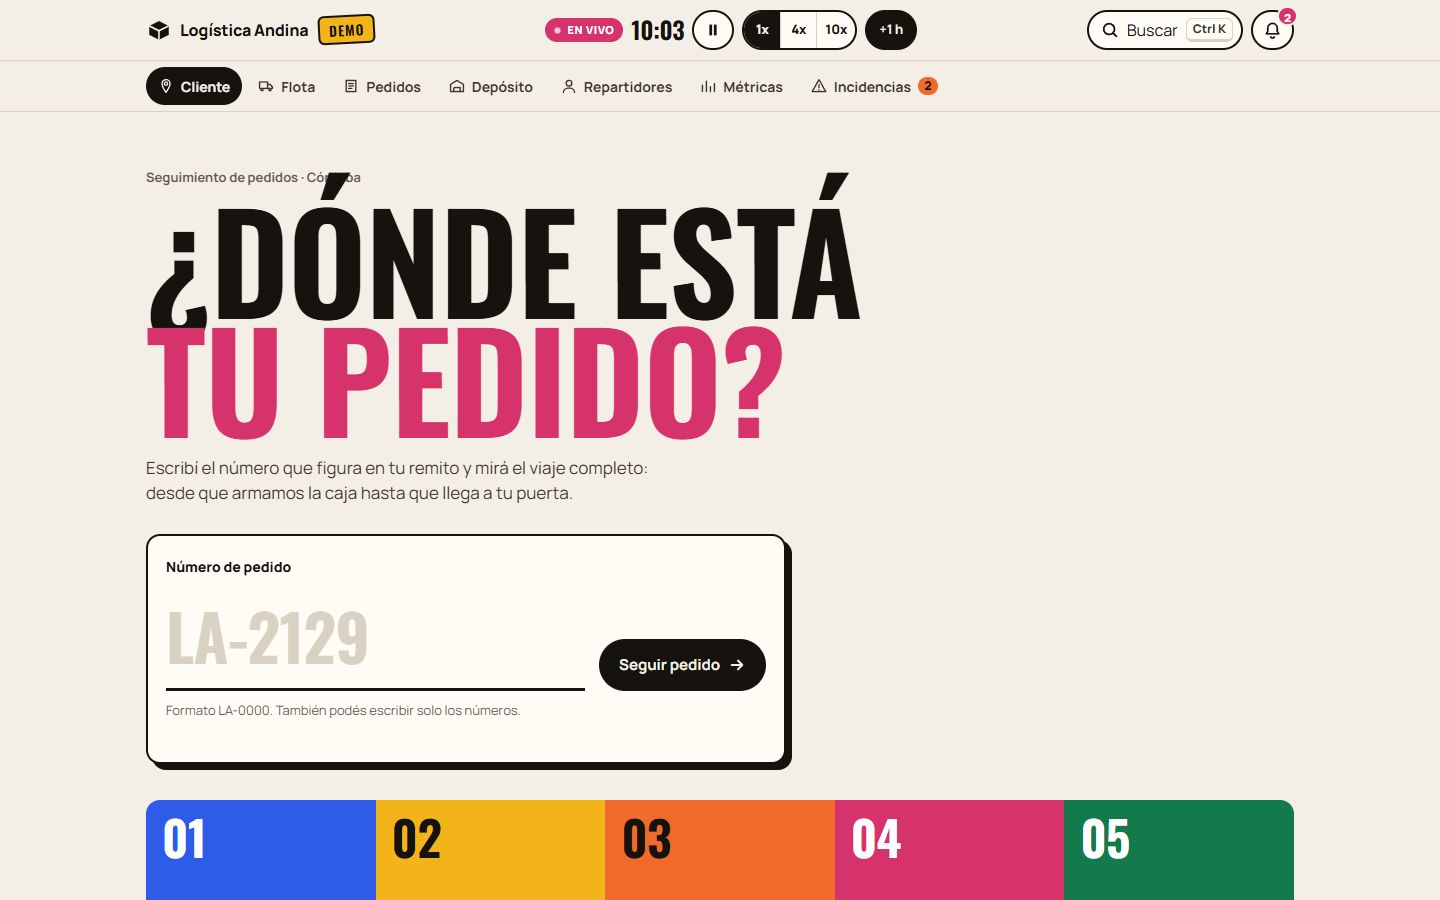 Logística Andina DEMO
EN VIVO 10:03 1x 4x 10x +1 h
Buscar Ctrl K 2
Cliente Flota Pedidos Depósito Repartidores Métricas Incidencias 2
Seguimiento de pedidos · Córdoba
¿DÓNDE ESTÁ
TU PEDIDO?
Escribí el número que figura en tu remito y mirá el viaje completo:
desde que armamos la caja hasta que llega a tu puerta.
Número de pedido
LA-2129
Seguir pedido →
Formato LA-0000. También podés escribir solo los números.
01 02 03 04 05